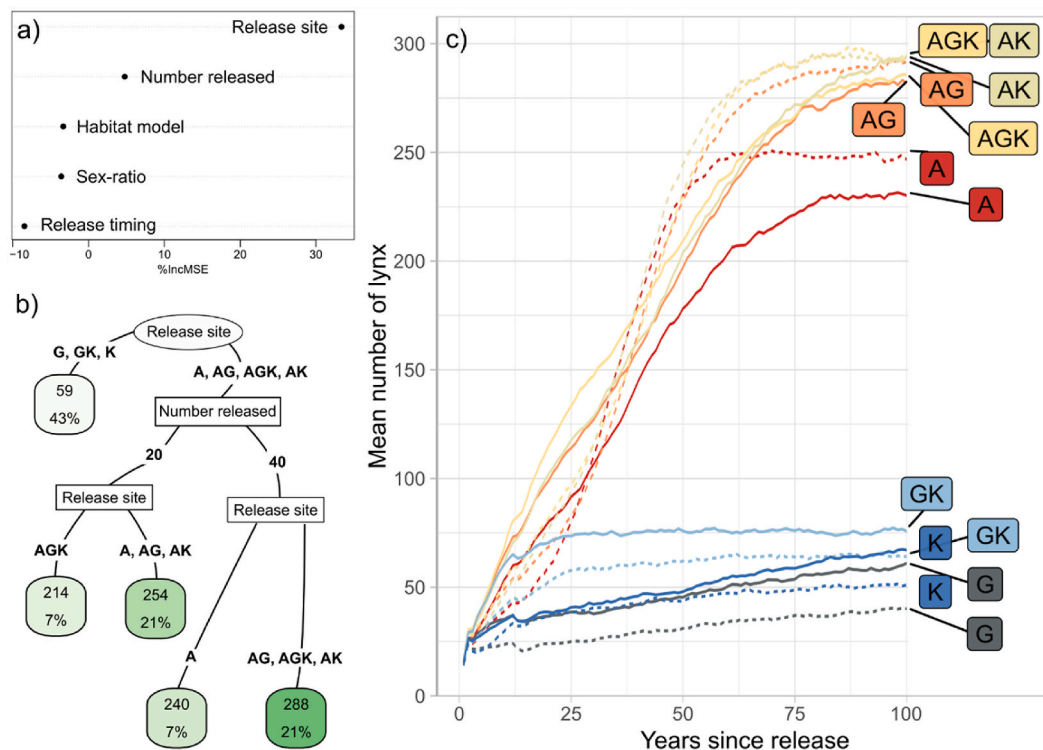 a)
Release site
Number released
Habitat model
Sex-ratio
Release timing
−10 0 10 20 30
%IncMSE
b)
Release site
G, GK, K
A, AG, AGK, AK
59
43%
Number released
20
40
Release site
Release site
AGK
A, AG, AK
214
7%
254
21%
A
AG, AGK, AK
240
7%
288
21%
c)
Mean number of lynx
300
250
200
150
100
50
0
0 25 50 75 100
Years since release
AGK
AK
AG
AK
AG
AGK
A
A
GK
K
GK
G
K
G